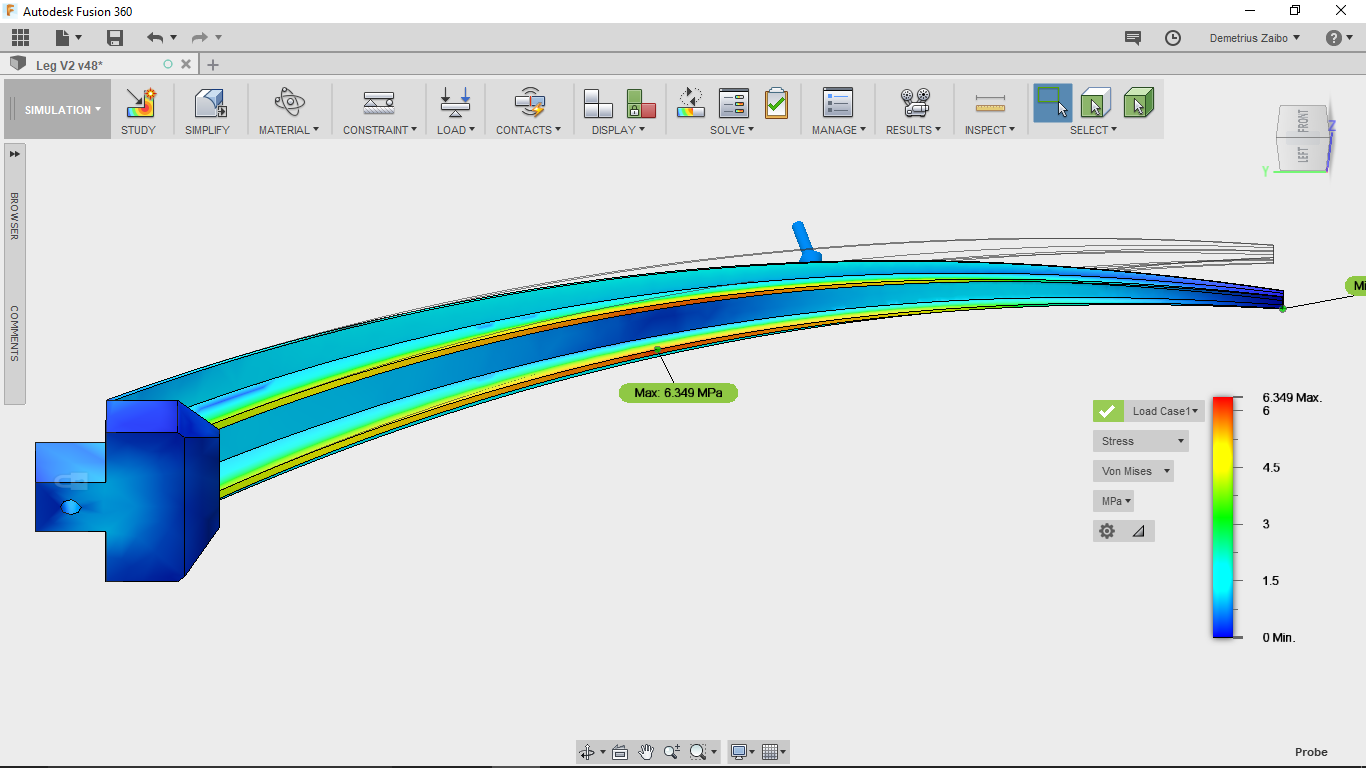 Autodesk Fusion 360
Demetrius Zaibo
Leg V2 v48*
SIMULATION
STUDY
SIMPLIFY
MATERIAL
CONSTRAINT
LOAD
CONTACTS
DISPLAY
SOLVE
MANAGE
RESULTS
INSPECT
SELECT
FRONT
LEFT
Z
Y
BROWSER
COMMENTS
Mi
Max: 6.349 MPa
Load Case1
Stress
Von Mises
MPa
6.349 Max.
6
4.5
3
1.5
0 Min.
Probe